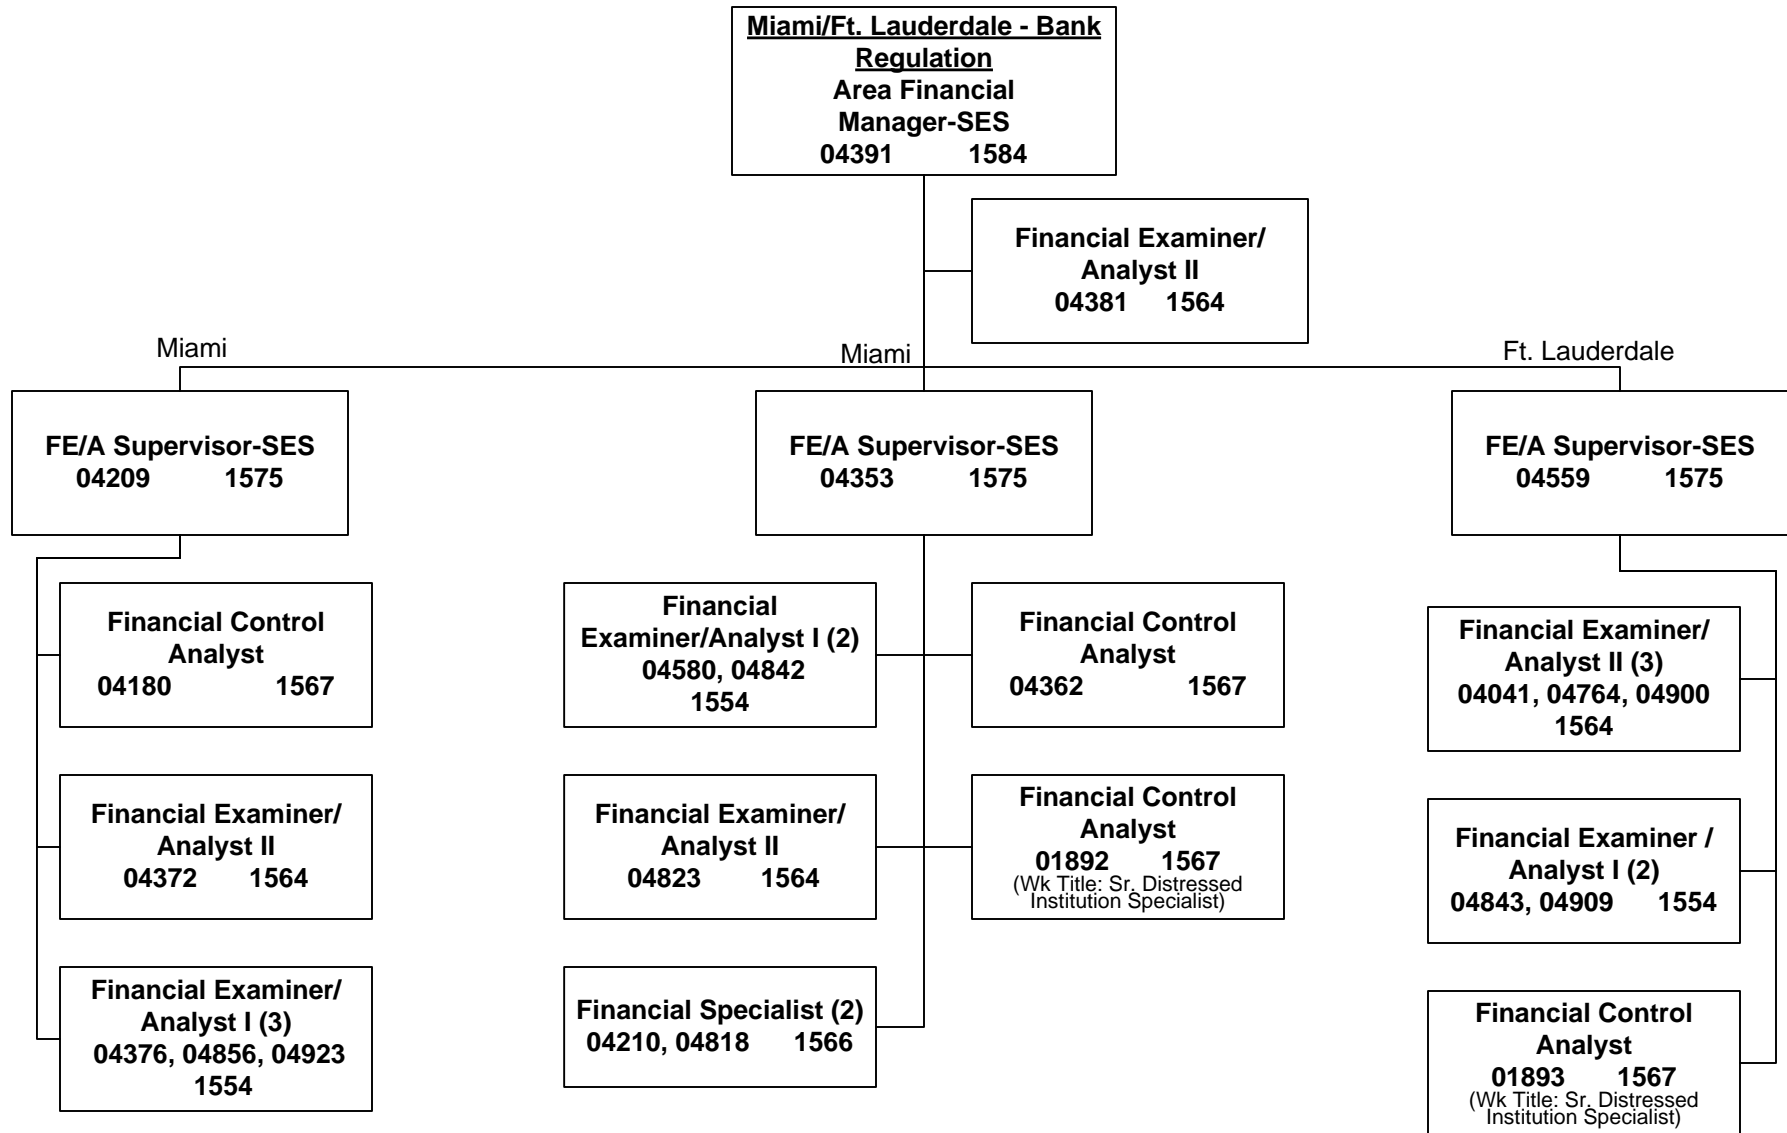 Miami/Ft. Lauderdale - Bank
Regulation
Area Financial
Manager-SES
04391 1584
Financial Examiner/
Analyst II
04381 1564
Miami
Miami
Ft. Lauderdale
FE/A Supervisor-SES
04209 1575
FE/A Supervisor-SES
04353 1575
FE/A Supervisor-SES
04559 1575
Financial Control
Analyst
04180 1567
Financial Examiner/
Analyst II
04372 1564
Financial Examiner/
Analyst I (3)
04376, 04856, 04923
1554
Financial
Examiner/Analyst I (2)
04580, 04842
1554
Financial Control
Analyst
04362 1567
Financial Examiner/
Analyst II
04823 1564
Financial Control
Analyst
01892 1567
(Wk Title: Sr. Distressed
Institution Specialist)
Financial Specialist (2)
04210, 04818 1566
Financial Examiner/
Analyst II (3)
04041, 04764, 04900
1564
Financial Examiner /
Analyst I (2)
04843, 04909 1554
Financial Control
Analyst
01893 1567
(Wk Title: Sr. Distressed
Institution Specialist)